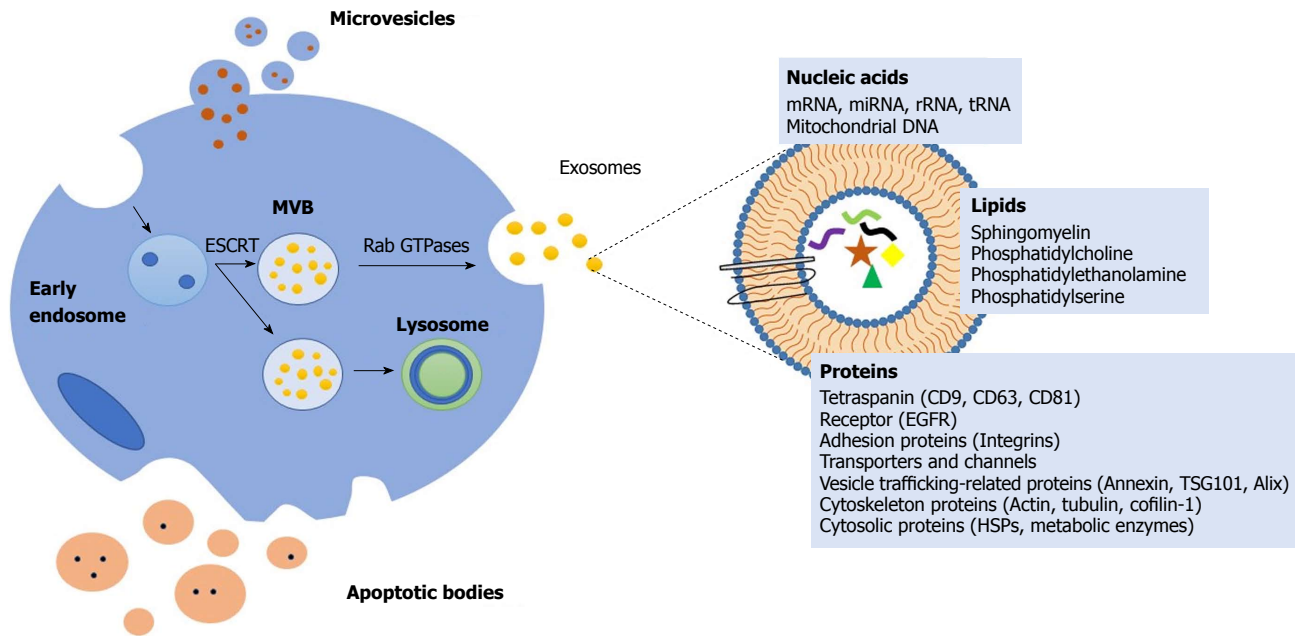 Microvesicles
Nucleic acids
mRNA, miRNA, rRNA, tRNA
Mitochondrial DNA
Exosomes
Lipids
Sphingomyelin
Phosphatidylcholine
Phosphatidylethanolamine
Phosphatidylserine
MVB
ESCRT
Rab GTPases
Early
endosome
Lysosome
Proteins
Tetraspanin (CD9, CD63, CD81)
Receptor (EGFR)
Adhesion proteins (Integrins)
Transporters and channels
Vesicle trafficking-related proteins (Annexin, TSG101, Alix)
Cytoskeleton proteins (Actin, tubulin, cofilin-1)
Cytosolic proteins (HSPs, metabolic enzymes)
Apoptotic bodies